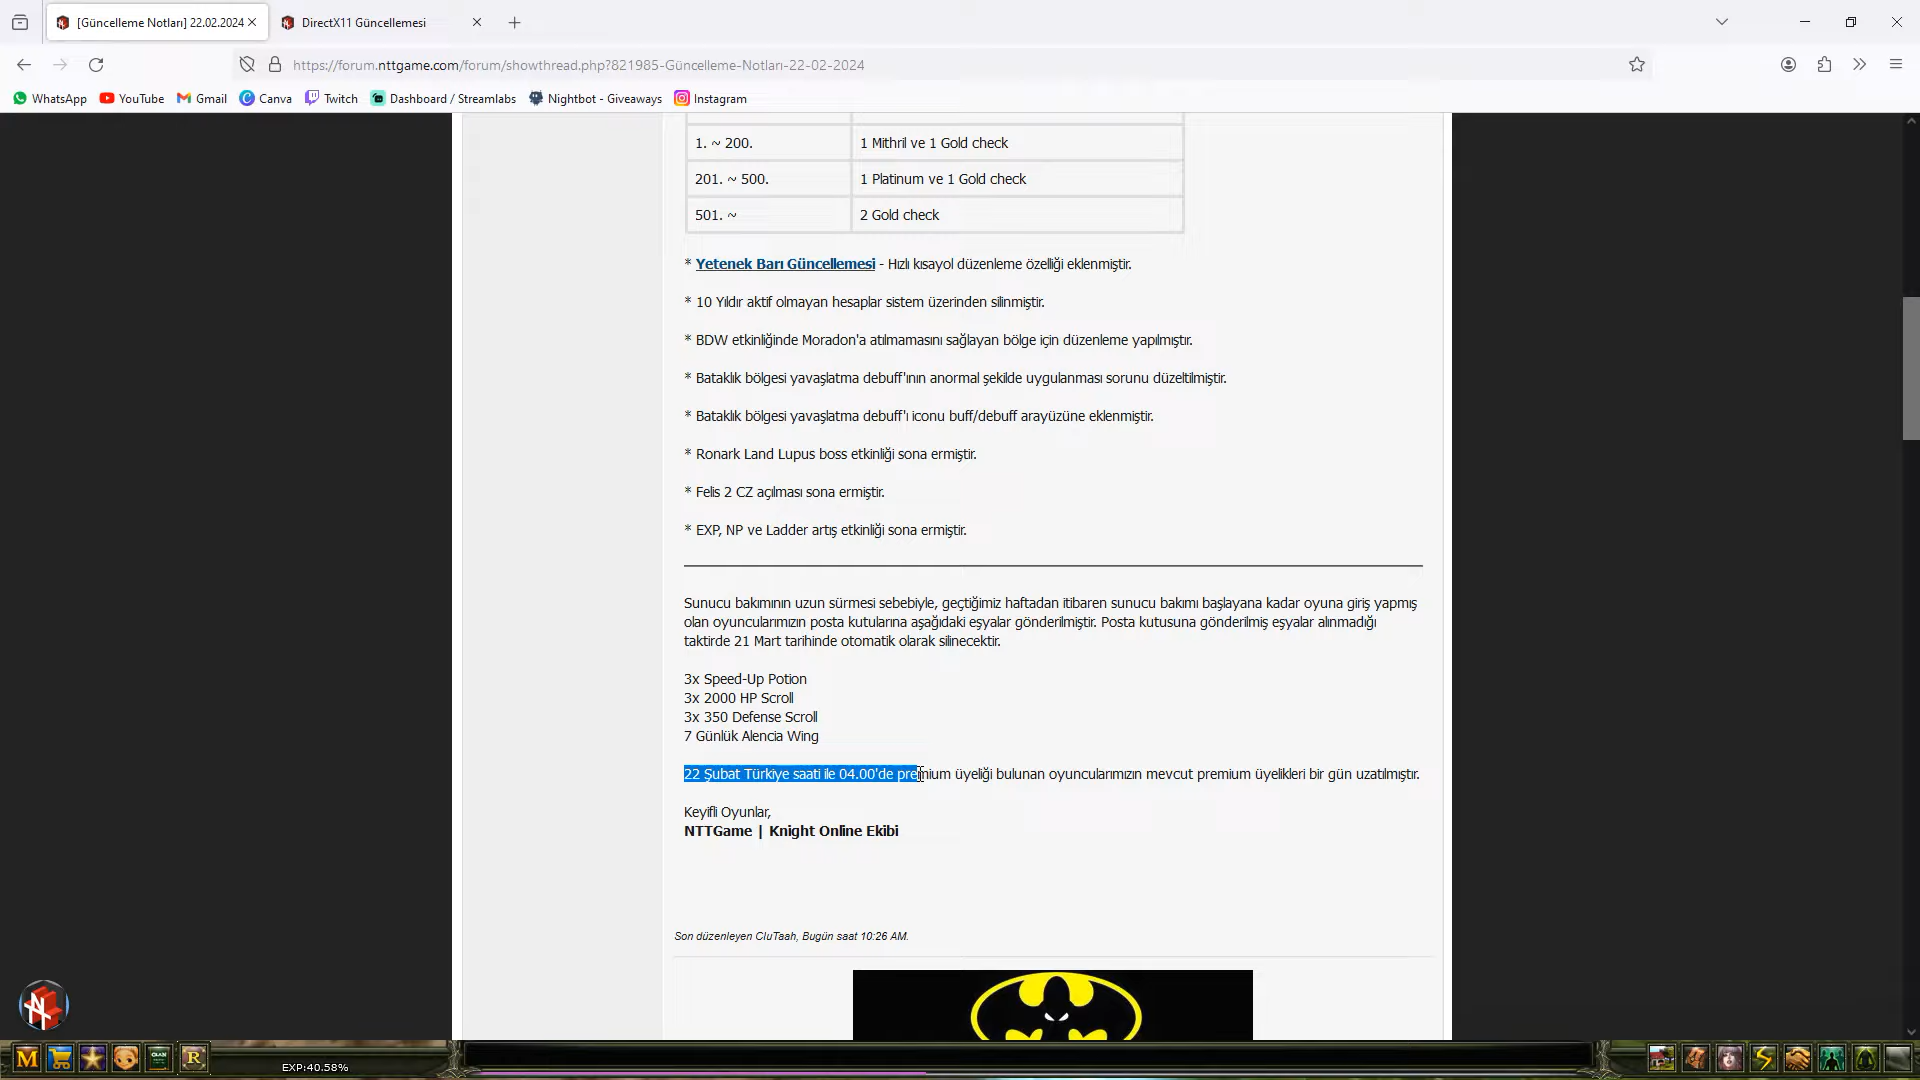 [Güncelleme Notları] 22.02.2024
DirectX11 Güncellemesi
https://forum.nttgame.com/forum/showthread.php?821985-Güncelleme-Notları-22-02-2024
WhatsApp
YouTube
Gmail
Canva
Twitch
Dashboard / Streamlabs
Nightbot - Giveaways
Instagram
1. ~ 200. 1 Mithril ve 1 Gold check
201. ~ 500. 1 Platinum ve 1 Gold check
501. ~ 2 Gold check
* Yetenek Barı Güncellemesi - Hızlı kısayol düzenleme özelliği eklenmiştir.
* 10 Yıldır aktif olmayan hesaplar sistem üzerinden silinmiştir.
* BDW etkinliğinde Moradon'a atılmamasını sağlayan bölge için düzenleme yapılmıştır.
* Bataklık bölgesi yavaşlatma debuff'ının anormal şekilde uygulanması sorunu düzeltilmiştir.
* Bataklık bölgesi yavaşlatma debuff'ı iconu buff/debuff arayüzüne eklenmiştir.
* Ronark Land Lupus boss etkinliği sona ermiştir.
* Felis 2 CZ açılması sona ermiştir.
* EXP, NP ve Ladder artış etkinliği sona ermiştir.
Sunucu bakımının uzun sürmesi sebebiyle, geçtiğimiz haftadan itibaren sunucu bakımı başlayana kadar oyuna giriş yapmış
olan oyuncularımızın posta kutularına aşağıdaki eşyalar gönderilmiştir. Posta kutusuna gönderilmiş eşyalar alınmadığı
taktirde 21 Mart tarihinde otomatik olarak silinecektir.
3x Speed-Up Potion
3x 2000 HP Scroll
3x 350 Defense Scroll
7 Günlük Alencia Wing
22 Şubat Türkiye saati ile 04.00'de premium üyeliği bulunan oyuncularımızın mevcut premium üyelikleri bir gün uzatılmıştır.
Keyifli Oyunlar,
NTTGame | Knight Online Ekibi
Son düzenleyen CluTaah, Bugün saat 10:26 AM.
M
R
EXP:40.58%